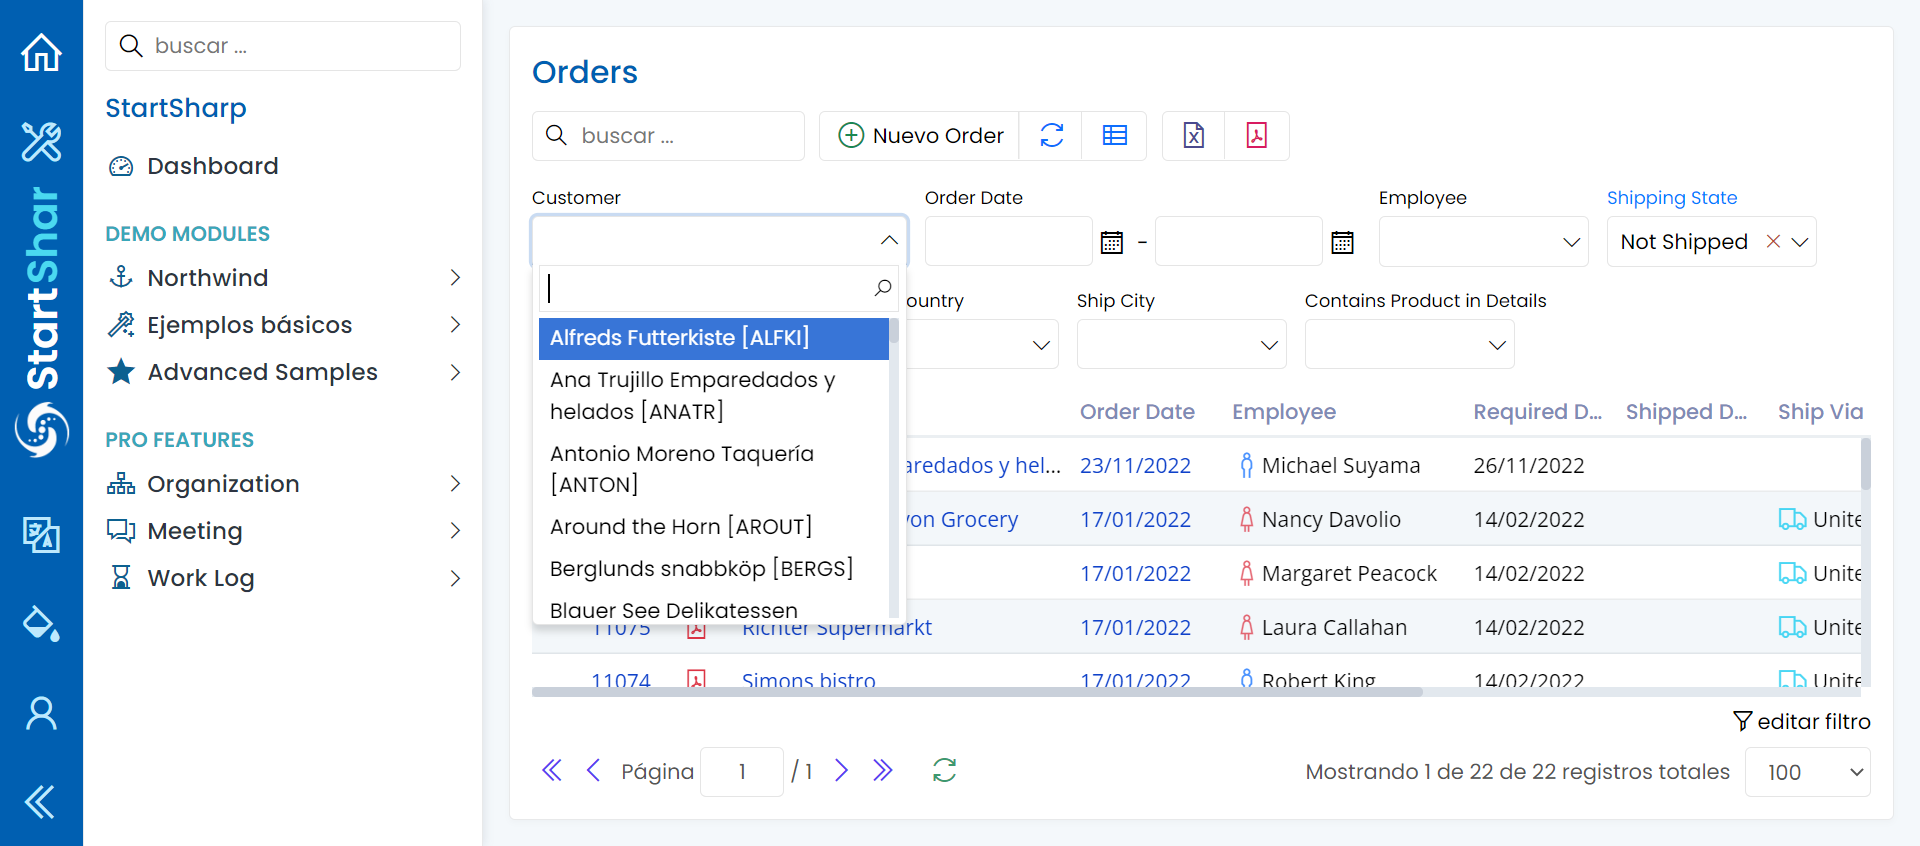 StartShar
buscar ...
StartSharp
Dashboard
DEMO MODULES
Northwind
Ejemplos básicos
Advanced Samples
PRO FEATURES
Organization
Meeting
Work Log
Orders
buscar ...
Nuevo Order
Customer
Order Date
-
Employee
Shipping State
Not Shipped
Alfreds Futterkiste [ALFKI]
Ana Trujillo Emparedados y
helados [ANATR]
Antonio Moreno Taquería
[ANTON]
Around the Horn [AROUT]
Berglunds snabbköp [BERGS]
Blauer See Delikatessen
ountry
Ship City
Contains Product in Details
Order Date Employee Required D... Shipped D... Ship Via
aredados y hel... 23/11/2022 Michael Suyama 26/11/2022
von Grocery 17/01/2022 Nancy Davolio 14/02/2022 Unite
17/01/2022 Margaret Peacock 14/02/2022 Unite
11075 Richter Supermarkt 17/01/2022 Laura Callahan 14/02/2022 Unite
11074 Simons bistro 17/01/2022 Robert King 14/02/2022 Unite
editar filtro
Página 1 / 1
Mostrando 1 de 22 de 22 registros totales
100